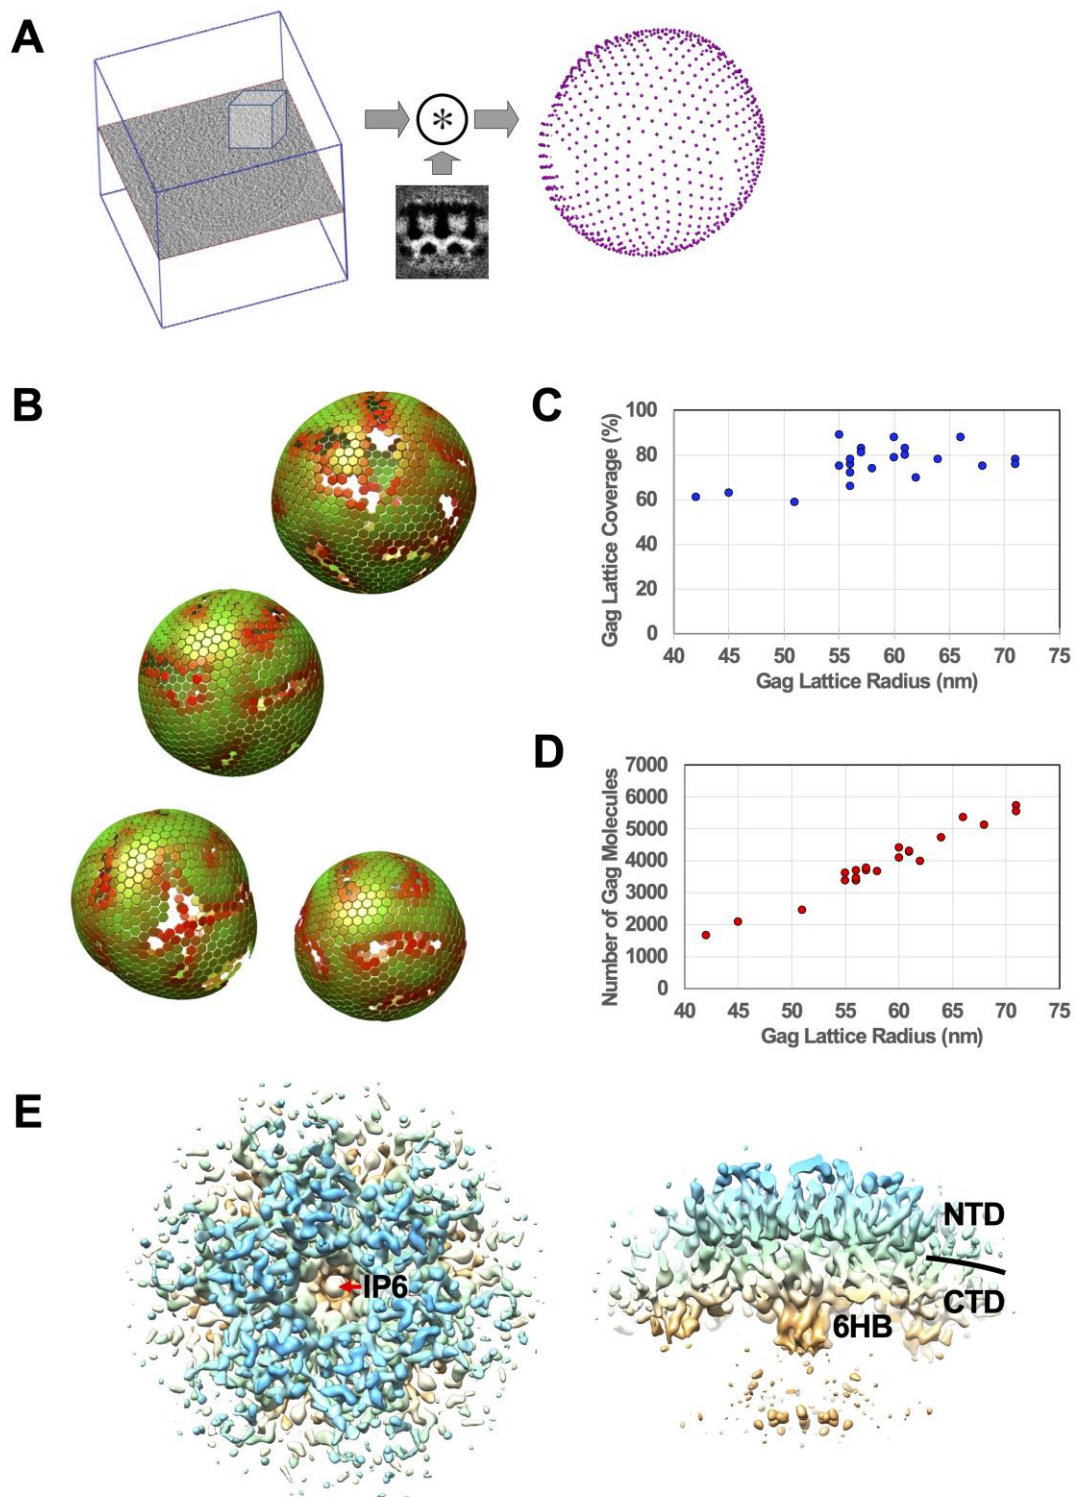 A
*
B
C
Gag Lattice Coverage (%)
100
80
60
40
20
0
40 45 50 55 60 65 70 75
Gag Lattice Radius (nm)
D
Number of Gag Molecules
7000
6000
5000
4000
3000
2000
1000
0
40 45 51 55 60 65 70 75
Gag Lattice Radius (nm)
E
IP6
NTD
CTD
6HB